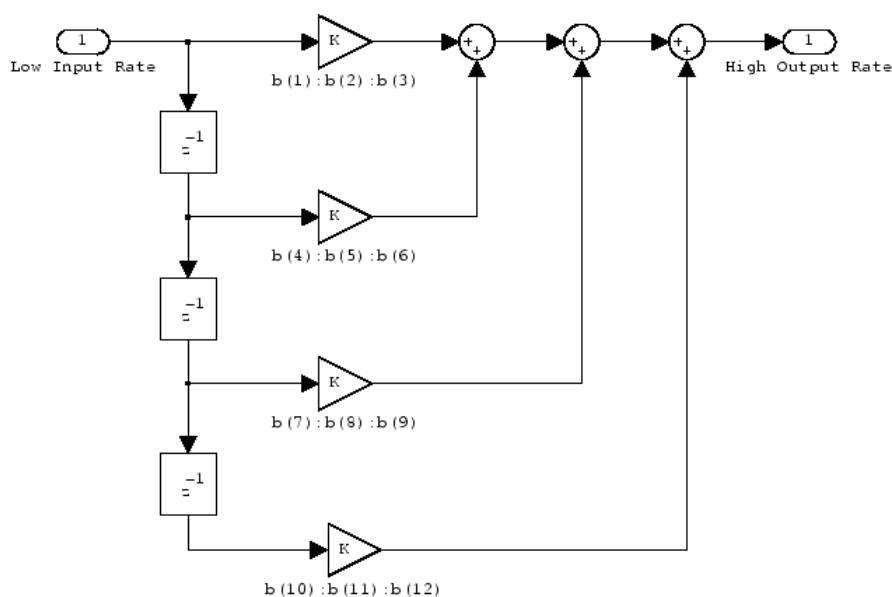 1
Low Input Rate
K
b(1):b(2):b(3)
+
+
+
+
+
+
1
High Output Rate
z-1
K
b(4):b(5):b(6)
z-1
K
b(7):b(8):b(9)
z-1
K
b(10):b(11):b(12)